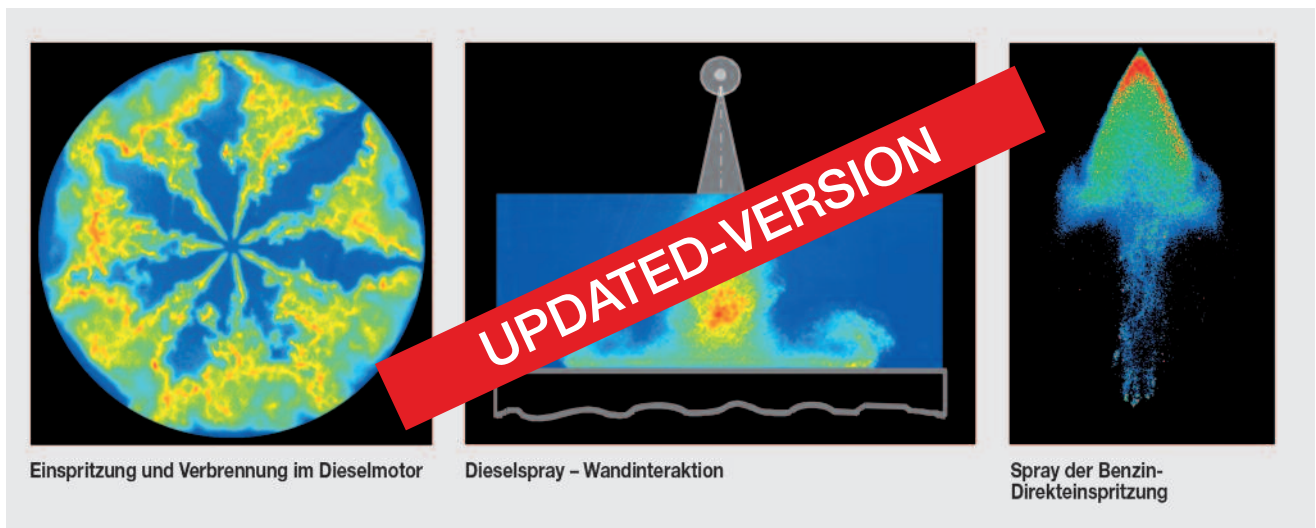 UPDATED-VERSION
Einspritzung und Verbrennung im Dieselmotor
Dieselspray – Wandinteraktion
Spray der Benzin-
Direkteinspritzung